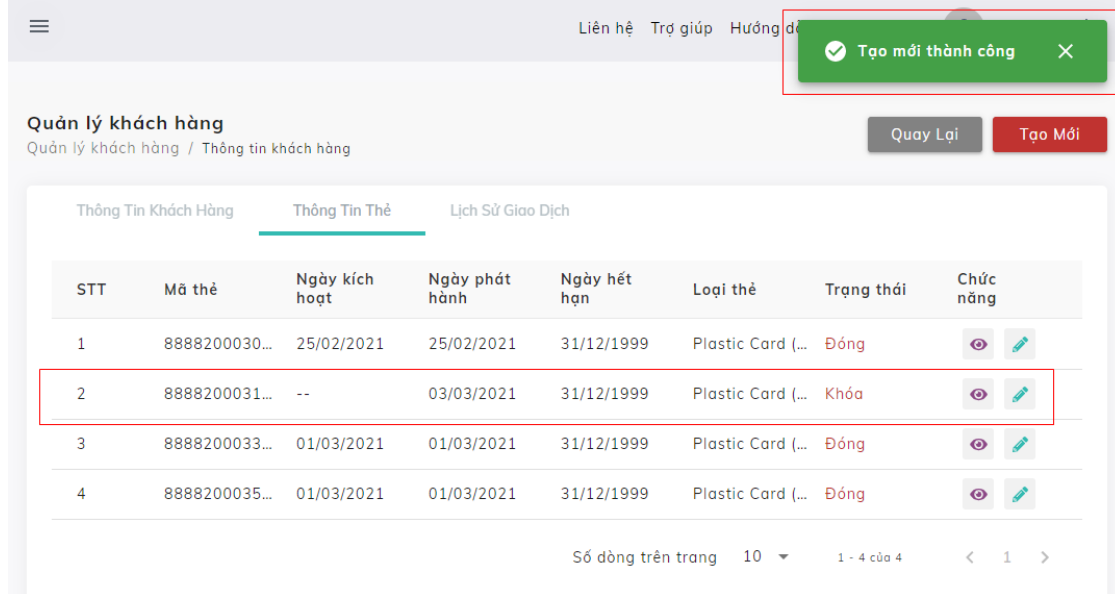 Liên hệ Trợ giúp Hướng
Tạo mới thành công
Quản lý khách hàng
Quản lý khách hàng / Thông tin khách hàng
Quay Lại
Tạo Mới
Thông Tin Khách Hàng Thông Tin Thẻ Lịch Sử Giao Dịch
STT Mã thẻ Ngày kích hoạt Ngày phát hành Ngày hết hạn Loại thẻ Trạng thái Chức năng
1 8888200030... 25/02/2021 25/02/2021 31/12/1999 Plastic Card (... Đóng
2 8888200031... -- 03/03/2021 31/12/1999 Plastic Card (... Khóa
3 8888200033... 01/03/2021 01/03/2021 31/12/1999 Plastic Card (... Đóng
4 8888200035... 01/03/2021 01/03/2021 31/12/1999 Plastic Card (... Đóng
Số dòng trên trang 10 1 - 4 của 4 1